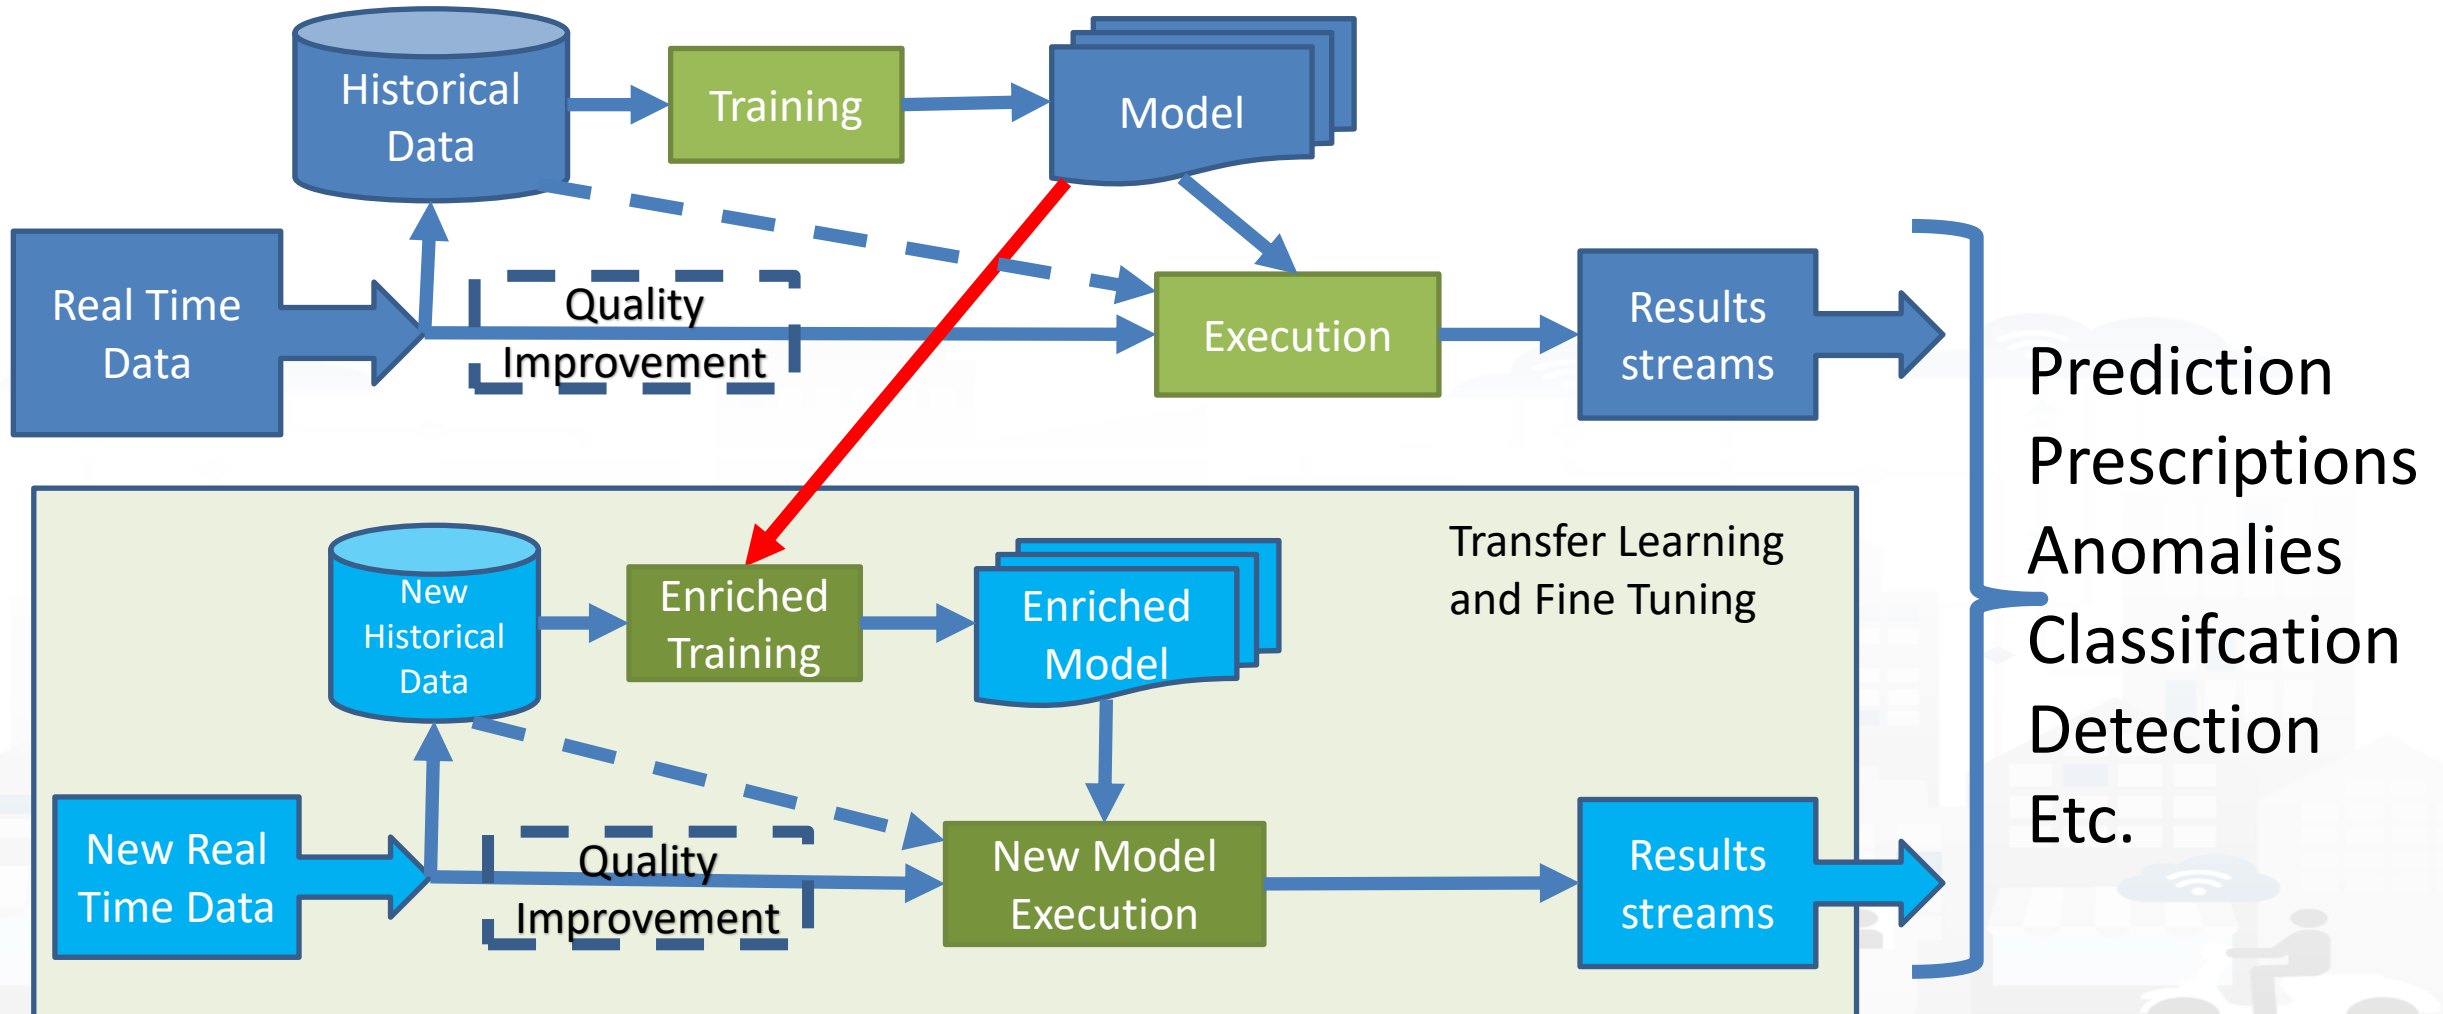 Historical
Data
Training
Model
Real Time
Data
Quality
Improvement
Execution
Results
streams
Transfer Learning
and Fine Tuning
New
Historical
Data
Enriched
Training
Enriched
Model
New Real
Time Data
Quality
Improvement
New Model
Execution
Results
streams
Prediction
Prescriptions
Anomalies
Classifcation
Detection
Etc.